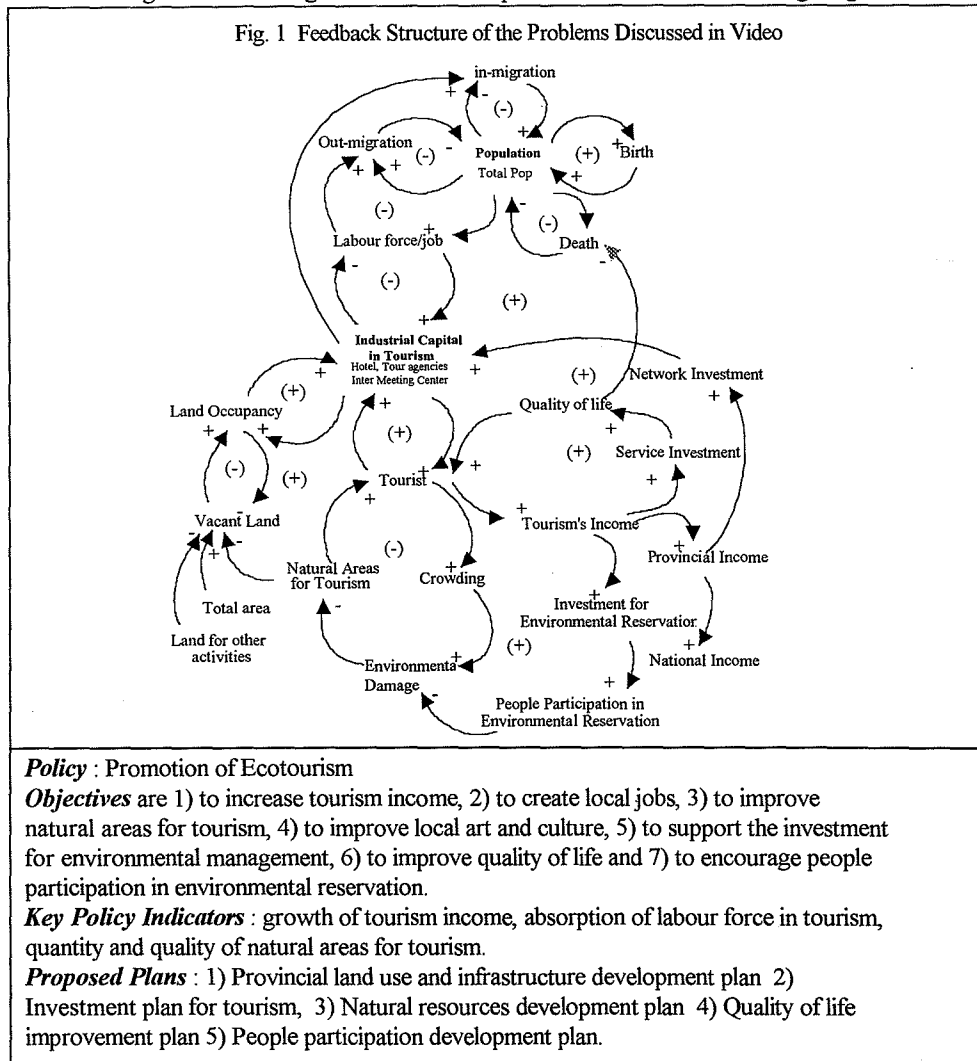 Fig. 1 Feedback Structure of the Problems Discussed in Video
in-migration
+ -
(-)
+
Out-migration
-
(-)
+ +
Population
Total Pop
(+)
+
Birth
+
(-)
-
(-)
Labour force/job
+
Death
-
-
(-)
(+)
+
Industrial Capital
in Tourism
Hotel, Tour agencies
Inter Meeting Center
+
+
(+)
Network Investment
+
(+)
Quality of life
+
Land Occupancy
+ +
+
(+)
(+)
Service Investment
+
(-)
(+)
Tourist
+
+
+
+
Tourism's Income
Vacant Land
-
-
+
-
(-)
+
Provincial Income
Natural Areas
for Tourism
-
+
Crowding
Total area
+
Investment for
Environmental Reservation
Land for other
activities
(+)
+
National Income
+
Environmenta
Damage
-
+
People Participation in
Environmental Reservation
Policy : Promotion of Ecotourism
Objectives are 1) to increase tourism income, 2) to create local jobs, 3) to improve
natural areas for tourism, 4) to improve local art and culture, 5) to support the investment
for environmental management, 6) to improve quality of life and 7) to encourage people
participation in environmental reservation.
Key Policy Indicators : growth of tourism income, absorption of labour force in tourism,
quantity and quality of natural areas for tourism.
Proposed Plans : 1) Provincial land use and infrastructure development plan 2)
Investment plan for tourism, 3) Natural resources development plan 4) Quality of life
improvement plan 5) People participation development plan.